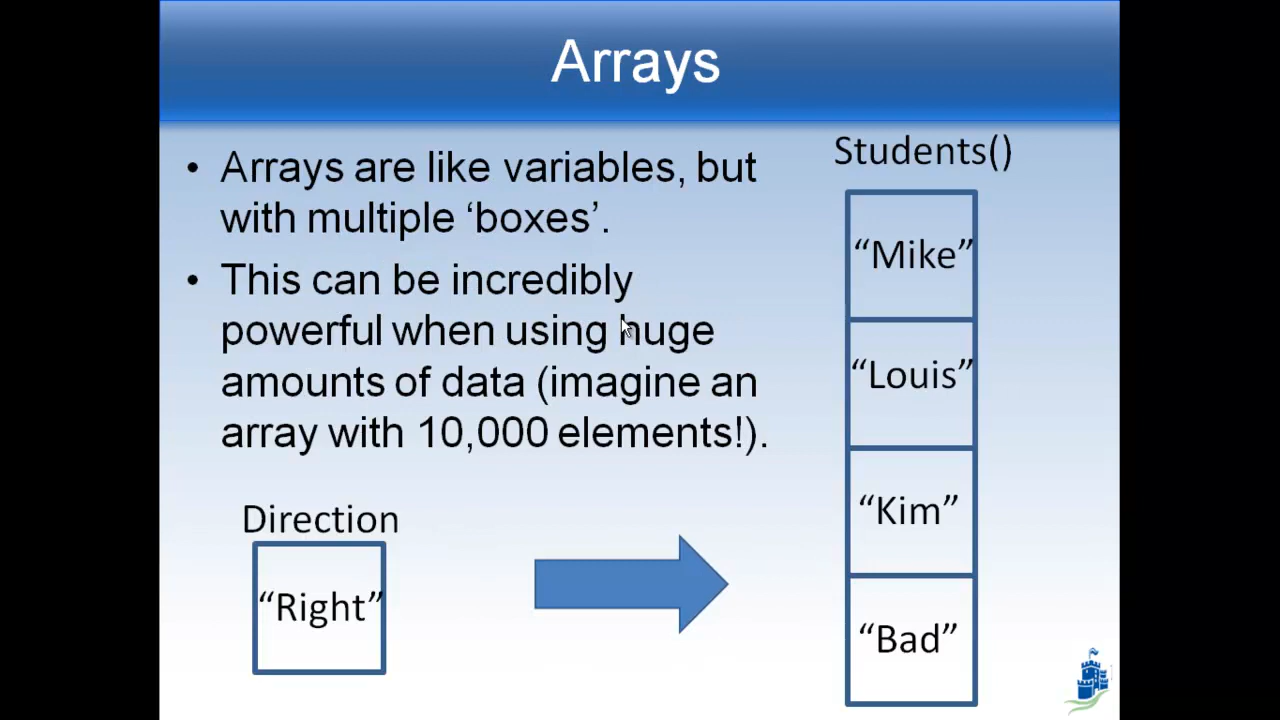 Arrays
• Arrays are like variables, but
with multiple ‘boxes’.
• This can be incredibly
powerful when using huge
amounts of data (imagine an
array with 10,000 elements!).
Direction
“Right”
Students()
“Mike”
“Louis”
“Kim”
“Bad”